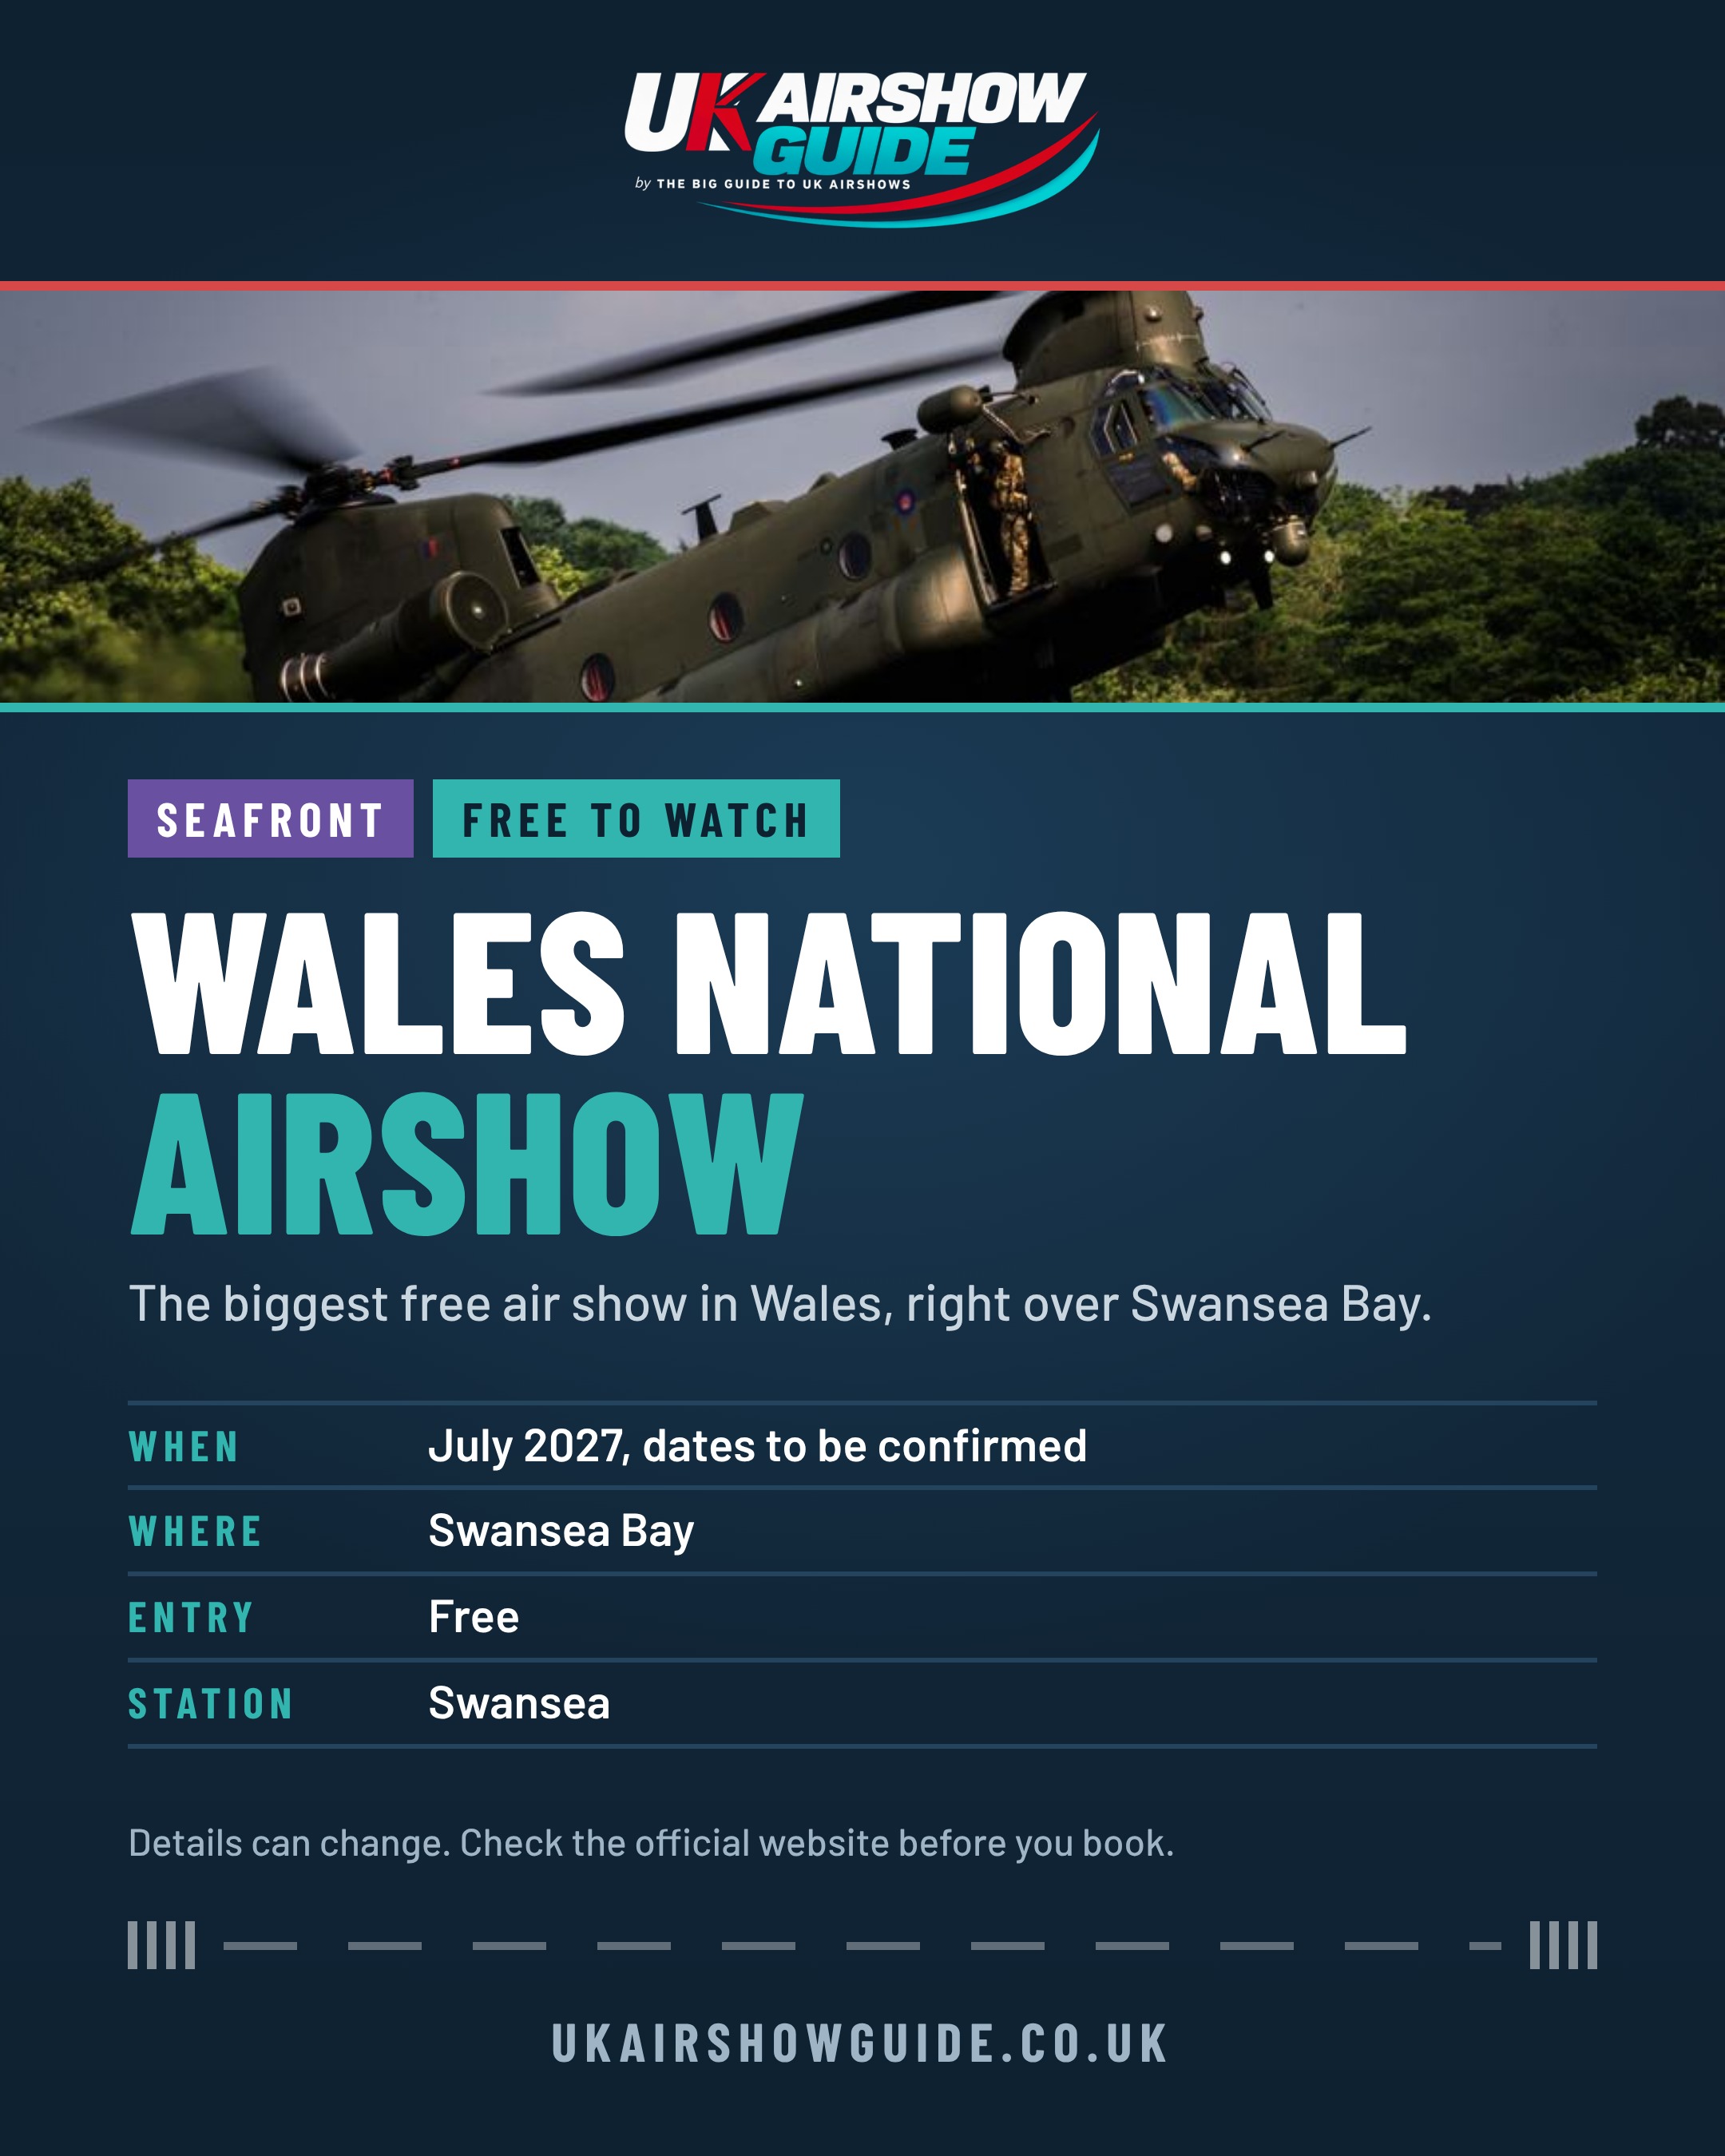 UK AIRSHOW
GUIDE
by THE BIG GUIDE TO UK AIRSHOWS
SEAFRONT FREE TO WATCH
WALES NATIONAL
AIRSHOW
The biggest free air show in Wales, right over Swansea Bay.
WHEN July 2027, dates to be confirmed
WHERE Swansea Bay
ENTRY Free
STATION Swansea
Details can change. Check the official website before you book.
UKAIRSHOWGUIDE.CO.UK